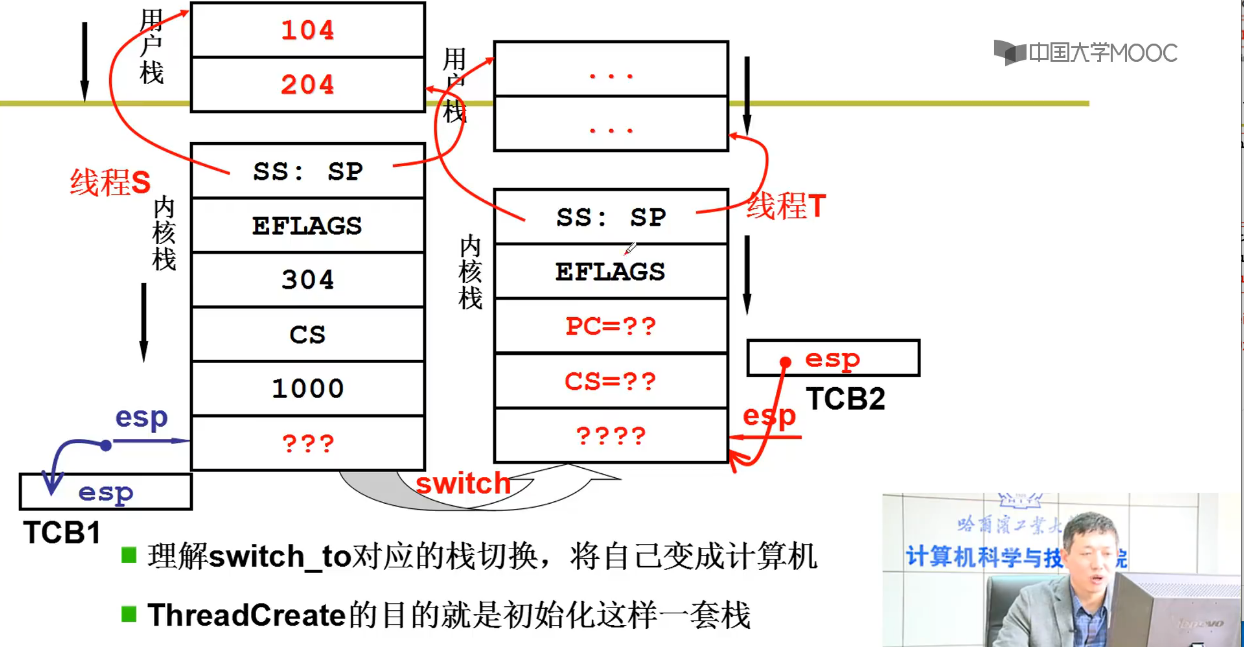 中国大学MOOC
用户栈
104
204
用户栈
...
...
线程S
内核栈
SS: SP
EFLAGS
304
CS
1000
???
esp
esp
TCB1
线程T
内核栈
SS: SP
EFLAGS
PC=??
CS=??
????
esp
TCB2
esp
switch
理解switch_to对应的栈切换，将自己变成计算机
ThreadCreate的目的就是初始化这样一套栈
哈爾濱工業大
计算机科学与技
院
lenovo